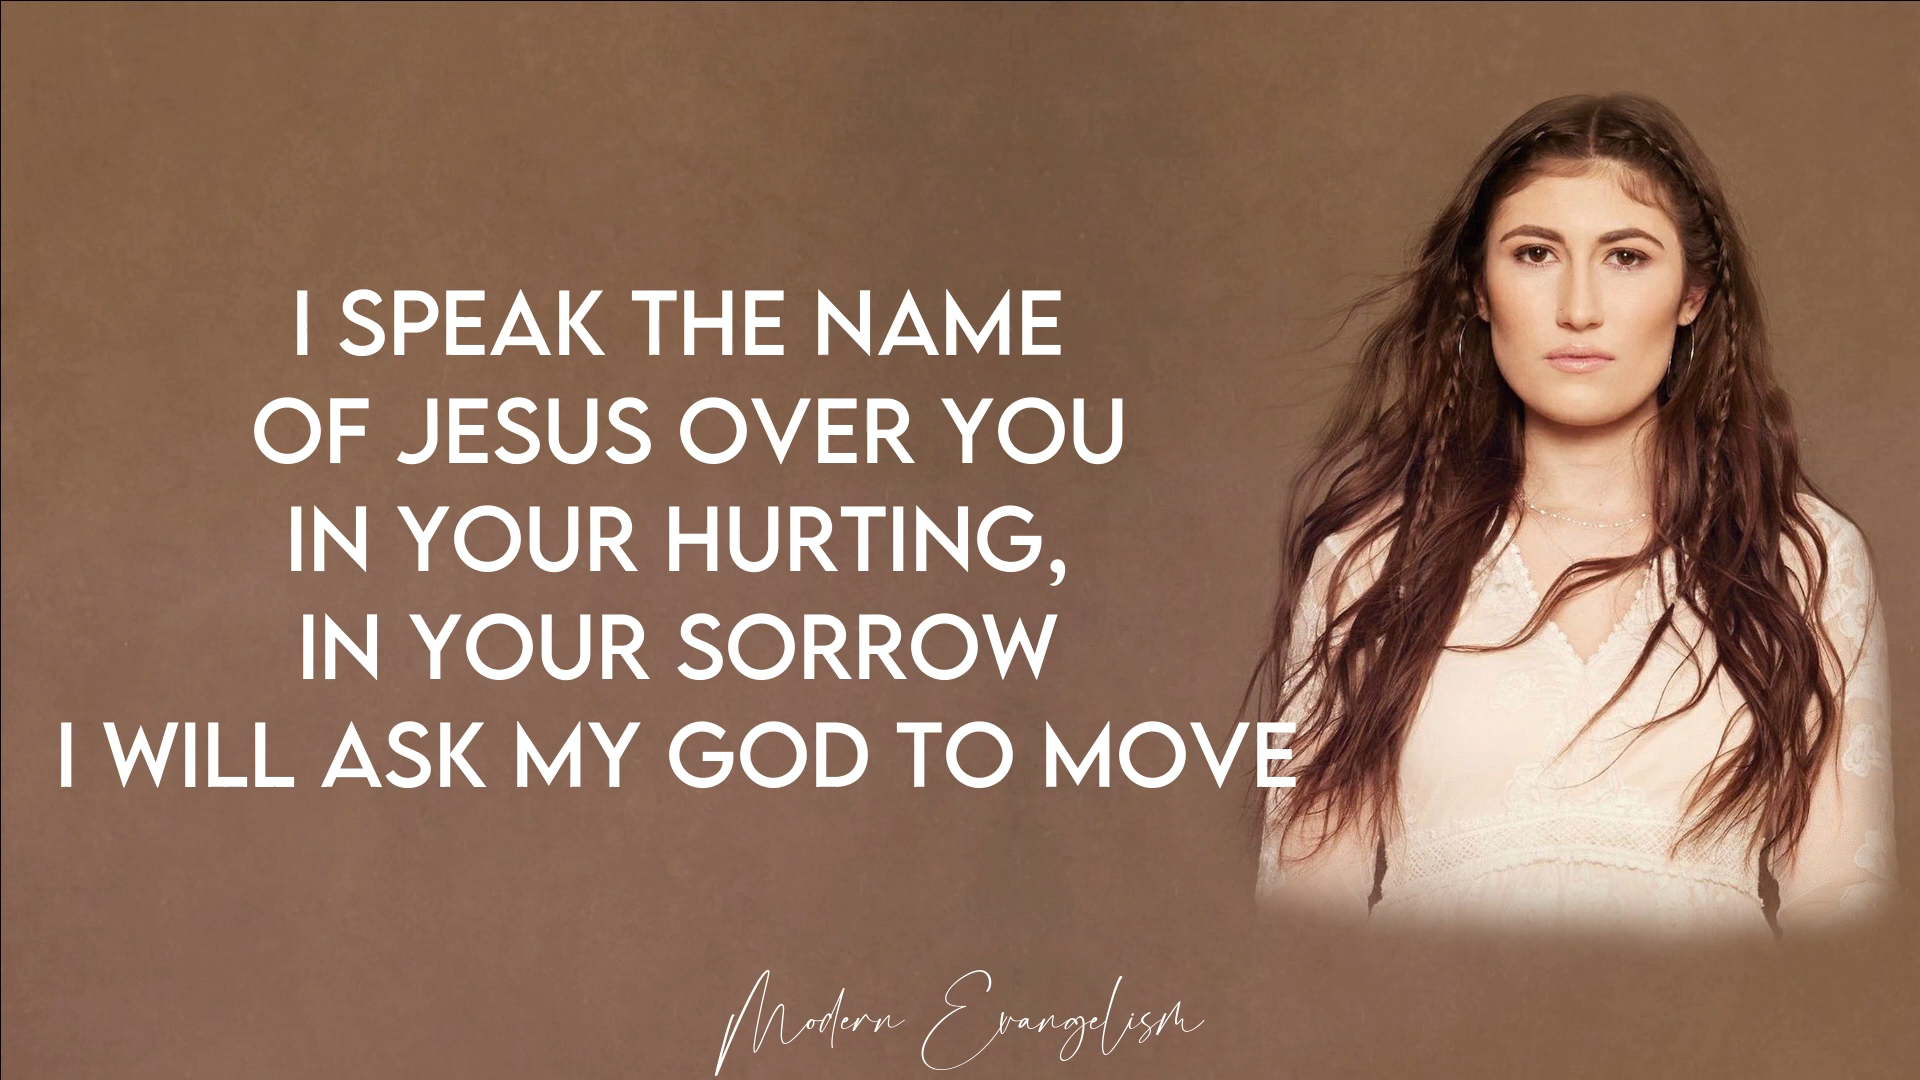 I SPEAK THE NAME
OF JESUS OVER YOU
IN YOUR HURTING,
IN YOUR SORROW
I WILL ASK MY GOD TO MOVE
Modern Evangelism